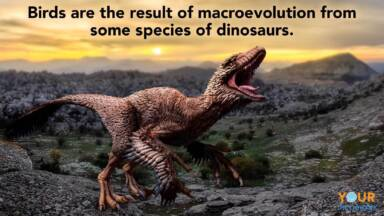 Birds are the result of macroevolution from
some species of dinosaurs.
YOUR